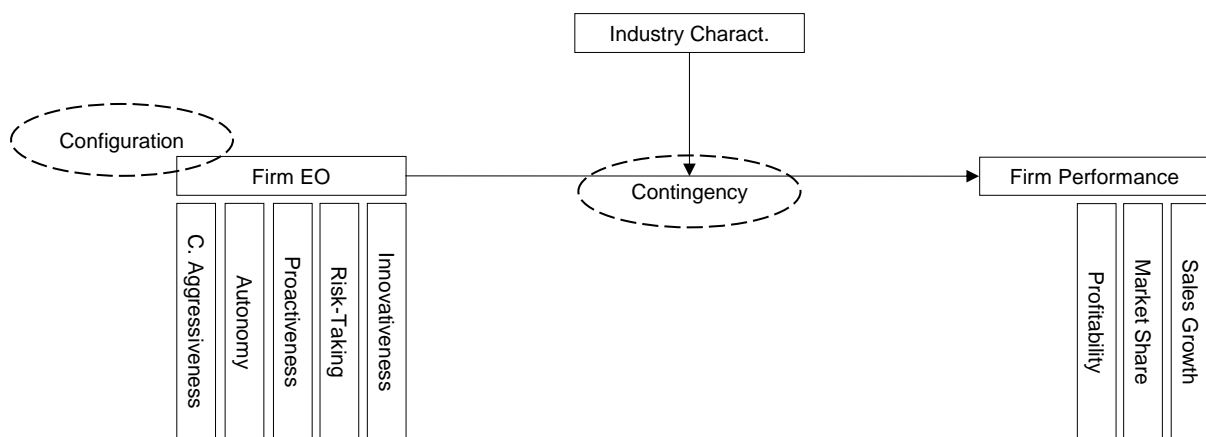 Industry Charact.
Configuration
Firm EO
Contingency
Firm Performance
C. Aggressiveness
Autonomy
Proactiveness
Risk-Taking
Innovativeness
Profitability
Market Share
Sales Growth